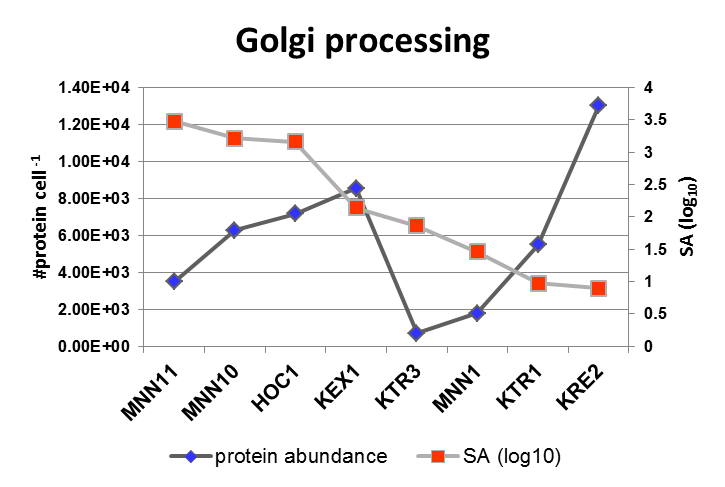 Golgi processing
1.40E+04
1.20E+04
1.00E+04
8.00E+03
6.00E+03
4.00E+03
2.00E+03
0.00E+00
#protein cell -1
4
3.5
3
2.5
2
1.5
1
0.5
0
SA (log10)
MNN11
MNN10
HOC1
KEX1
KTR3
MNN1
KTR1
KRE2
protein abundance
SA (log10)